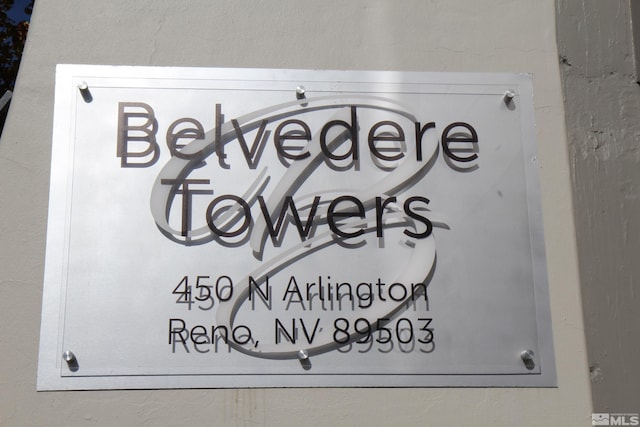 Belvedere
Towers
450 N Arlington
Reno, NV 89503
MLS